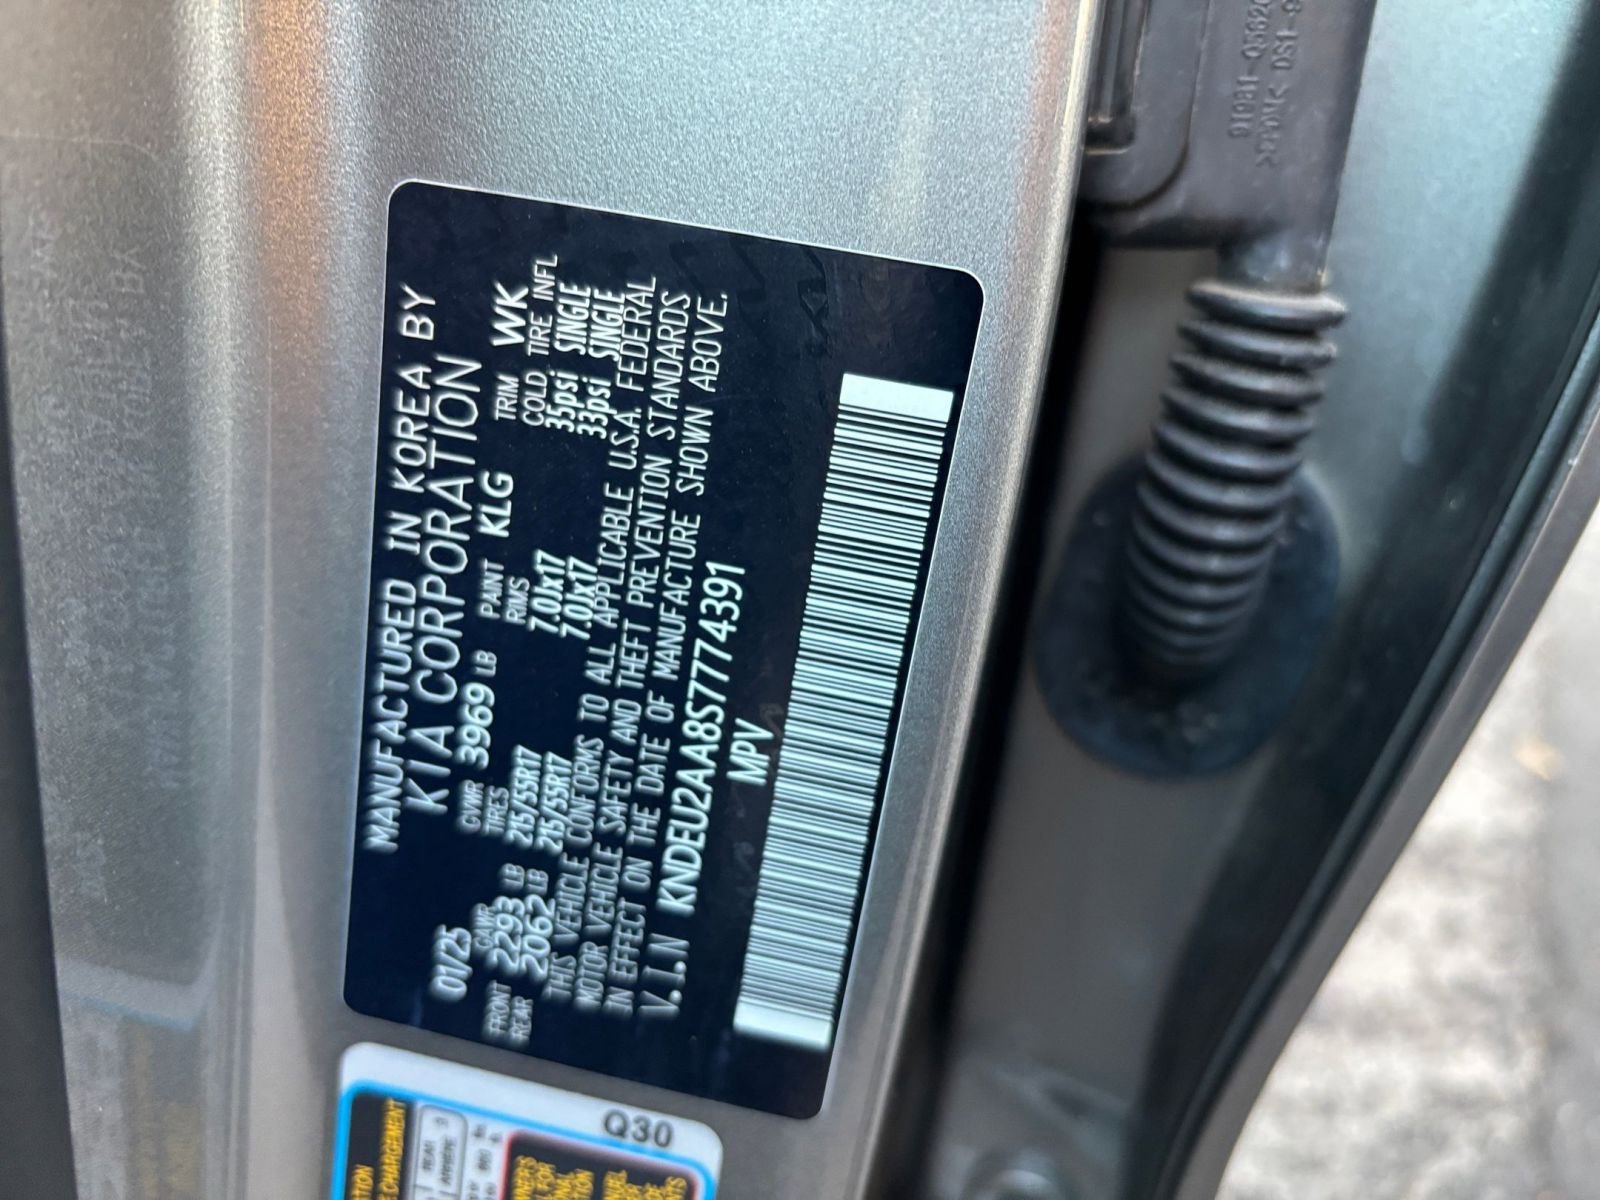 MANUFACTURED IN KOREA BY
KIA CORPORATION
01/25 GVWR 3969 LB PAINT KLG TRIM WK
GAWR TIRES RIMS COLD TIRE INFL
FRONT 2293 LB 215/55R17 7.0Jx17 35psi SINGLE
REAR 2062 LB 215/55R17 7.0Jx17 33psi SINGLE
THIS VEHICLE CONFORMS TO ALL APPLICABLE U.S.A. FEDERAL
MOTOR VEHICLE SAFETY AND THEFT PREVENTION STANDARDS
IN EFFECT ON THE DATE OF MANUFACTURE SHOWN ABOVE.
V.I.N KNDEU2AA8S7774391
MPV
Q30